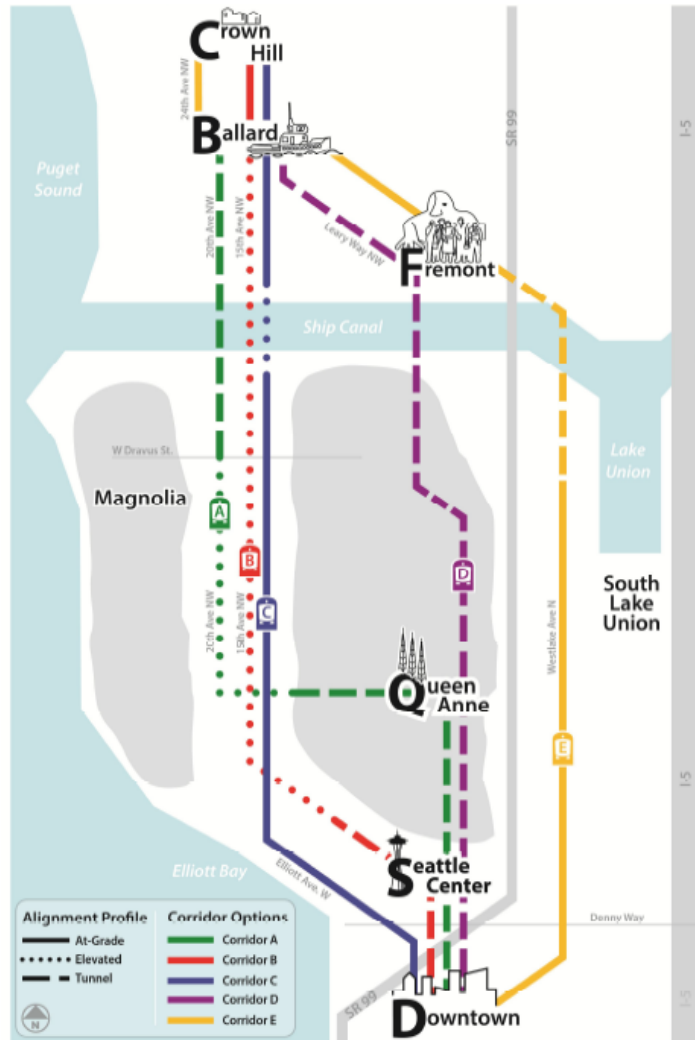 Crown
Hill
24th Ave NW
Ballard
SR 99
I-5
Puget
Sound
20th Ave NW
15th Ave NW
Leary Way NW
Fremont
Ship Canal
W Dravus St.
Lake
Union
Magnolia
A
B
D
C
South
Lake
Union
20th Ave NW
15th Ave NW
Westlake Ave N
Queen
Anne
E
I-5
Elliott Bay
Elliott Ave. W
Seattle
Center
Denny Way
Alignment Profile
At-Grade
Elevated
Tunnel
Corridor Options
Corridor A
Corridor B
Corridor C
Corridor D
Corridor E
N
SR 99
Downtown
I-5